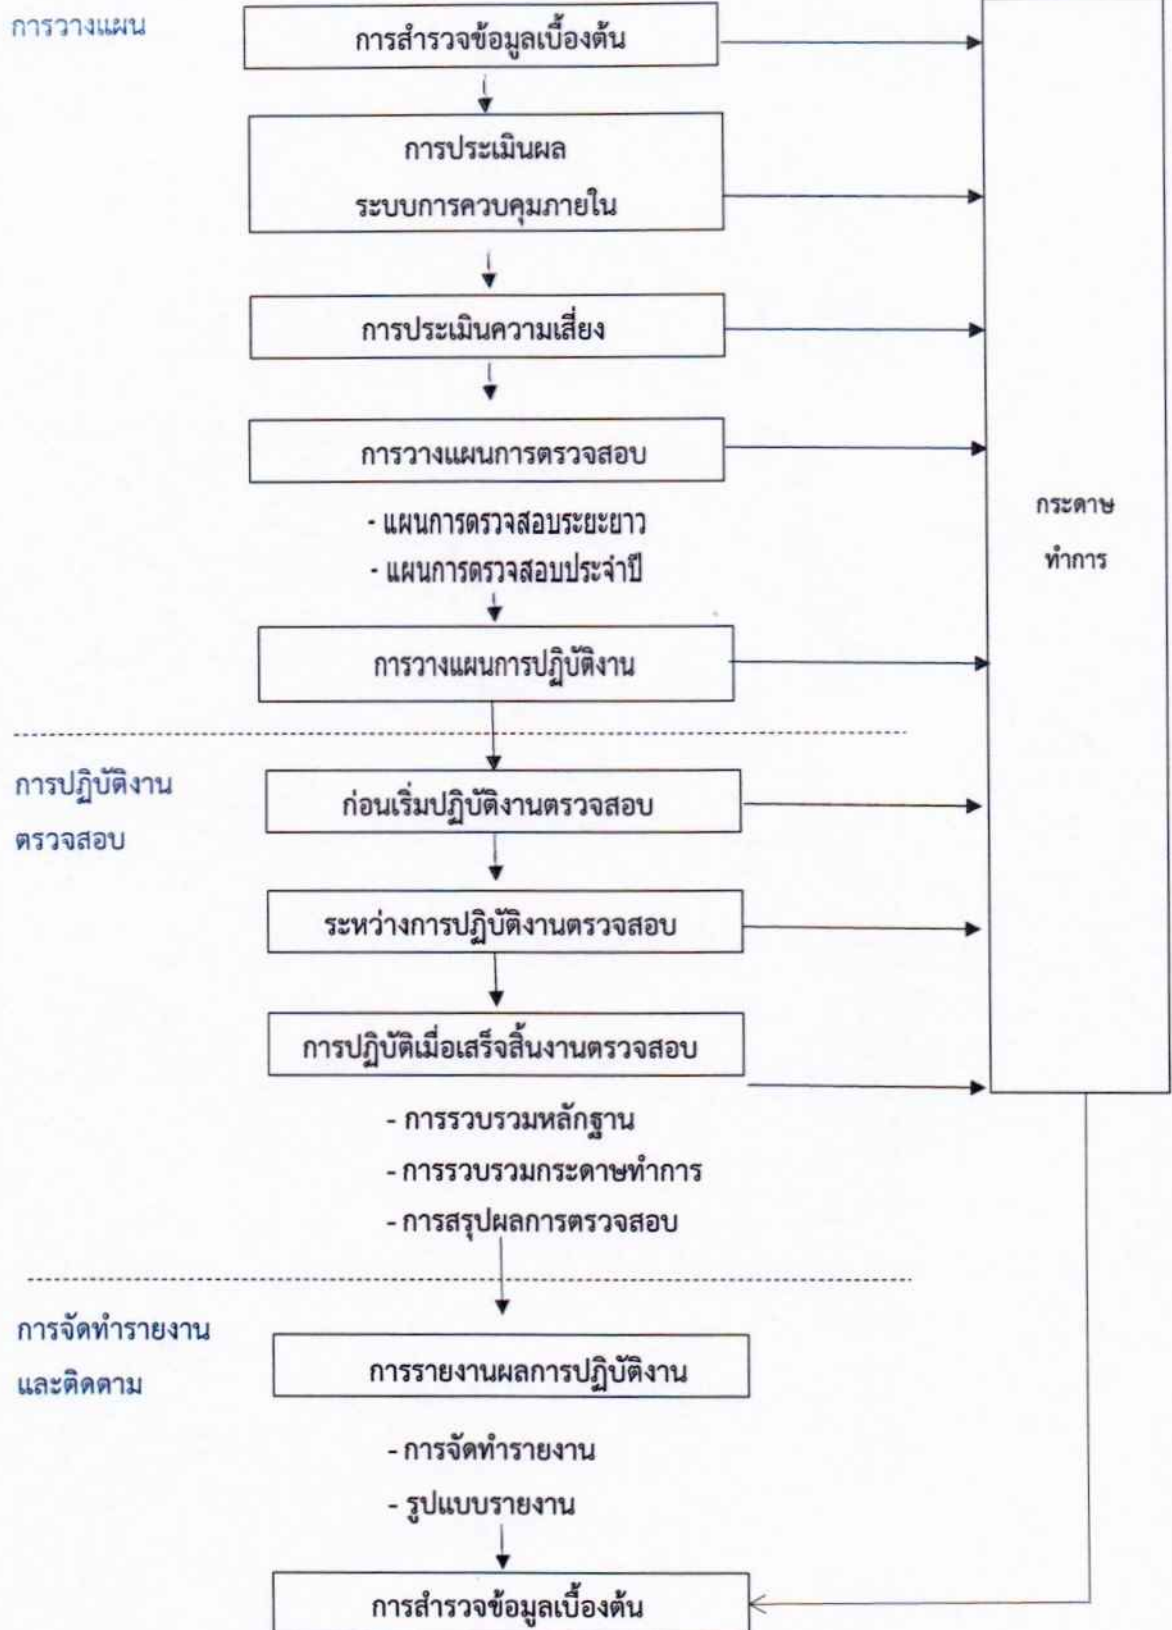 การวางแผน
การสำรวจข้อมูลเบื้องต้น
การประเมินผล
ระบบการควบคุมภายใน
การประเมินความเสี่ยง
การวางแผนการตรวจสอบ
- แผนการตรวจสอบระยะยาว
- แผนการตรวจสอบประจำปี
กระดาษ
ทำการ
การวางแผนการปฏิบัติงาน
การปฏิบัติงาน
ตรวจสอบ
ก่อนเริ่มปฏิบัติงานตรวจสอบ
ระหว่างการปฏิบัติงานตรวจสอบ
การปฏิบัติเมื่อเสร็จสิ้นงานตรวจสอบ
- การรวบรวมหลักฐาน
- การรวบรวมกระดาษทำการ
- การสรุปผลการตรวจสอบ
การจัดทำรายงาน
และติดตาม
การรายงานผลการปฏิบัติงาน
- การจัดทำรายงาน
- รูปแบบรายงาน
การสำรวจข้อมูลเบื้องต้น